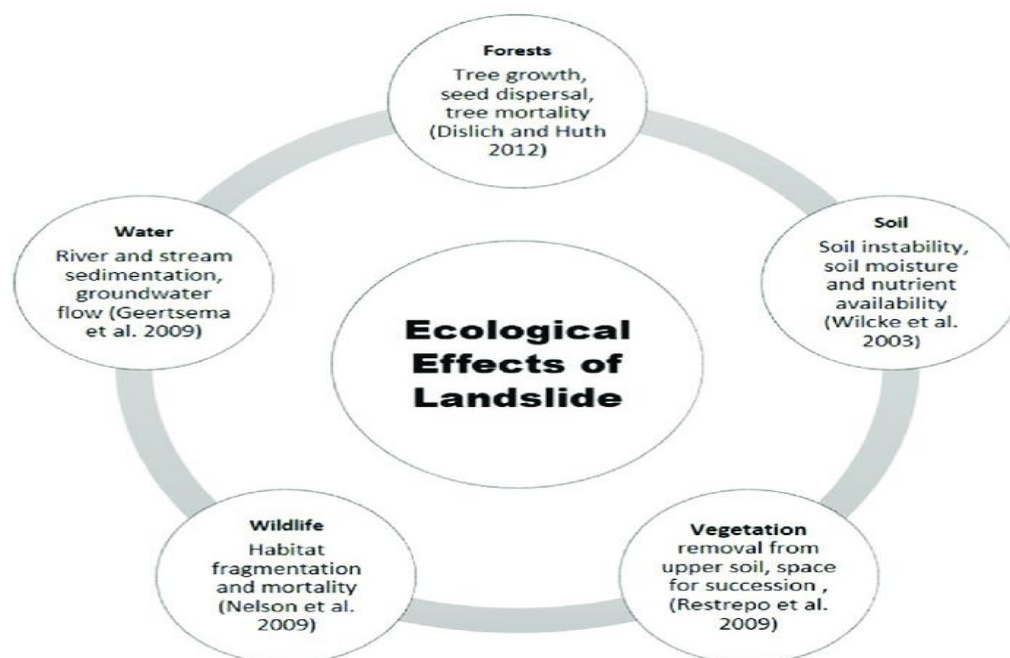 Forests
Tree growth,
seed dispersal,
tree mortality
(Dislich and Huth
2012)
Soil
Soil instability,
soil moisture
and nutrient
availability
(Wilcke et al.
2003)
Vegetation
removal from
upper soil, space
for succession ,
(Restrepo et al.
2009)
Wildlife
Habitat
fragmentation
and mortality
(Nelson et al.
2009)
Water
River and stream
sedimentation,
groundwater
flow (Geertsema
et al. 2009)
Ecological
Effects of
Landslide